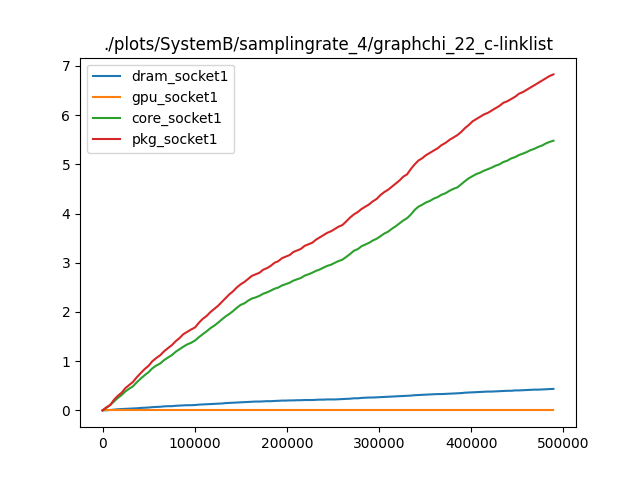 ./plots/SystemB/samplingrate_4/graphchi_22_c-linklist
dram_socket1
gpu_socket1
core_socket1
pkg_socket1
7
6
5
4
3
2
1
0
0 100000 200000 300000 400000 500000